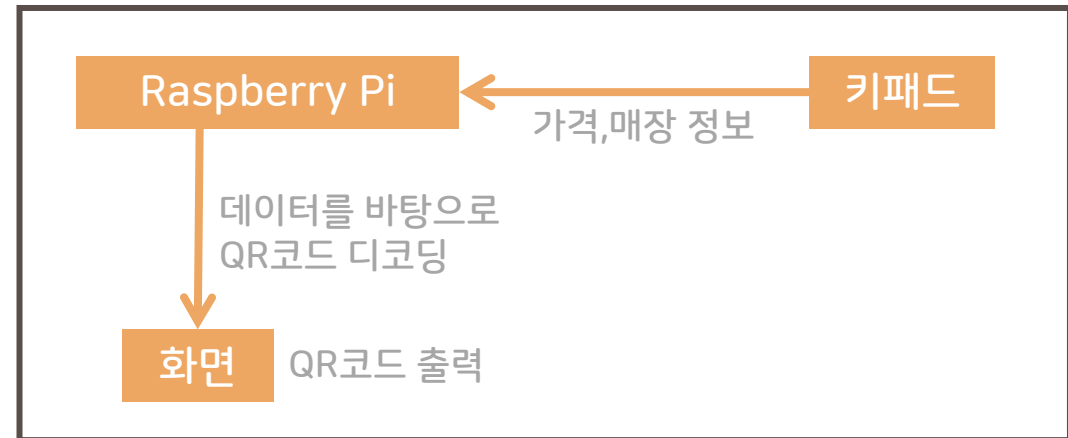 Raspberry Pi
키패드
가격,매장 정보
데이터를 바탕으로
QR코드 디코딩
화면
QR코드 출력